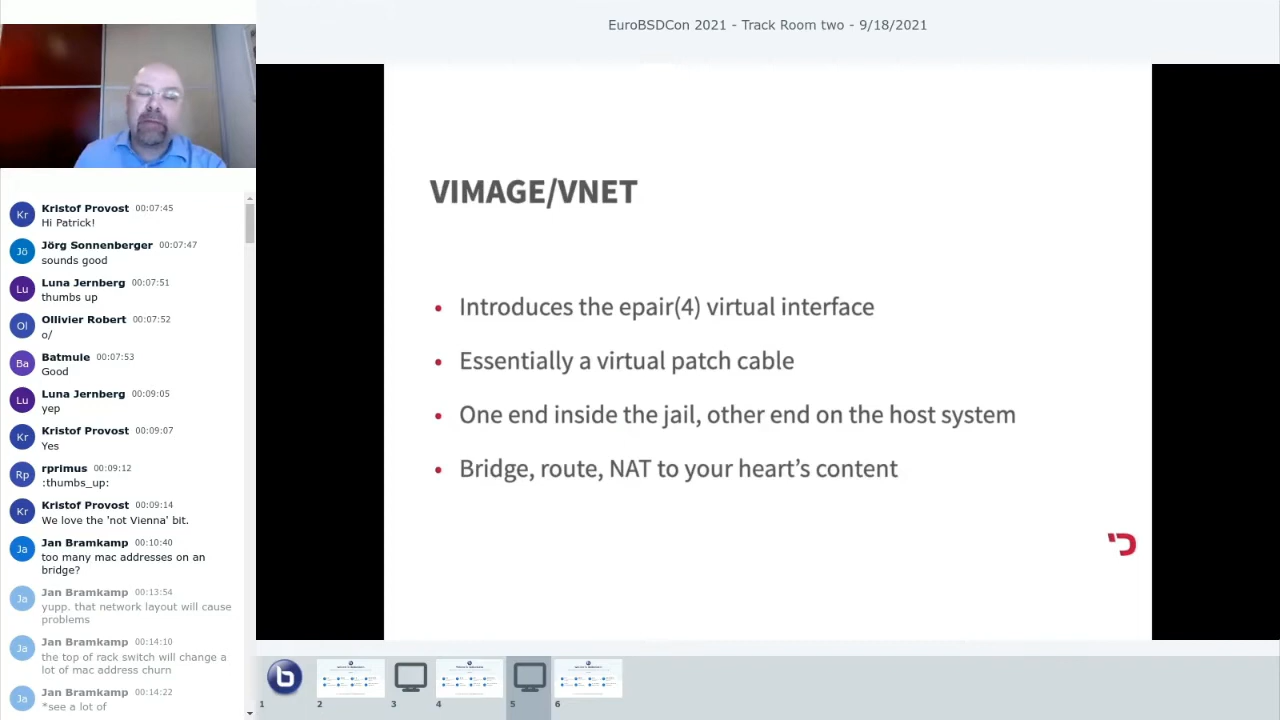 EuroBSDCon 2021 - Track Room two - 9/18/2021
VIMAGE/VNET
• Introduces the epair(4) virtual interface
• Essentially a virtual patch cable
• One end inside the jail, other end on the host system
• Bridge, route, NAT to your heart's content
Kr Kristof Provost 00:07:45
Hi Patrick!
Jö Jörg Sonnenberger 00:07:47
sounds good
Lu Luna Jernberg 00:07:51
thumbs up
Ol Ollivier Robert 00:07:52
o/
Ba Batmule 00:07:53
Good
Lu Luna Jernberg 00:09:05
yep
Kr Kristof Provost 00:09:07
Yes
Rp rprimus 00:09:12
:thumbs_up:
Kr Kristof Provost 00:09:14
We love the 'not Vienna' bit.
Ja Jan Bramkamp 00:10:40
too many mac addresses on an
bridge?
Ja Jan Bramkamp 00:13:54
yupp. that network layout will cause
problems
Ja Jan Bramkamp 00:14:10
the top of rack switch will change a
lot of mac address churn
Ja Jan Bramkamp 00:14:22
*see a lot of
b
1 2 3 4 5 6